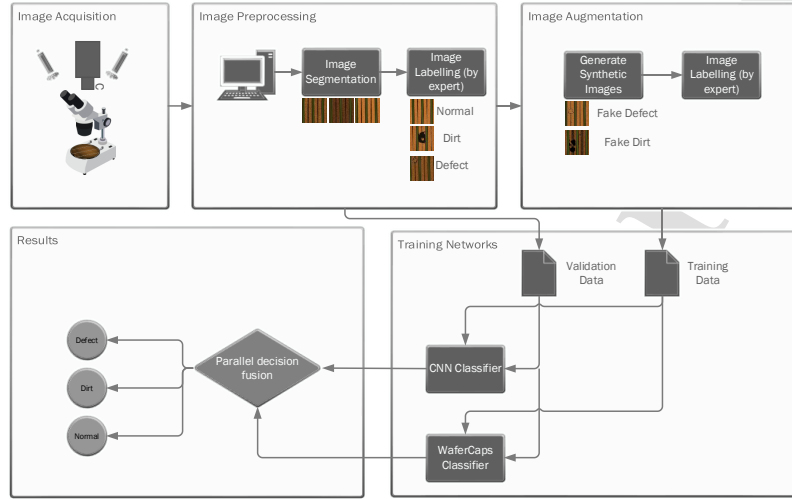 Image Acquisition
Image Preprocessing
Image
Segmentation
Image
Labelling (by
expert)
Normal
Dirt
Defect
Image Augmentation
Generate
Synthetic
Images
Image
Labelling (by
expert)
Fake Defect
Fake Dirt
Results
Defect
Dirt
Normal
Parallel decision
fusion
Training Networks
Validation
Data
Training
Data
CNN Classifier
WaferCaps
Classifier